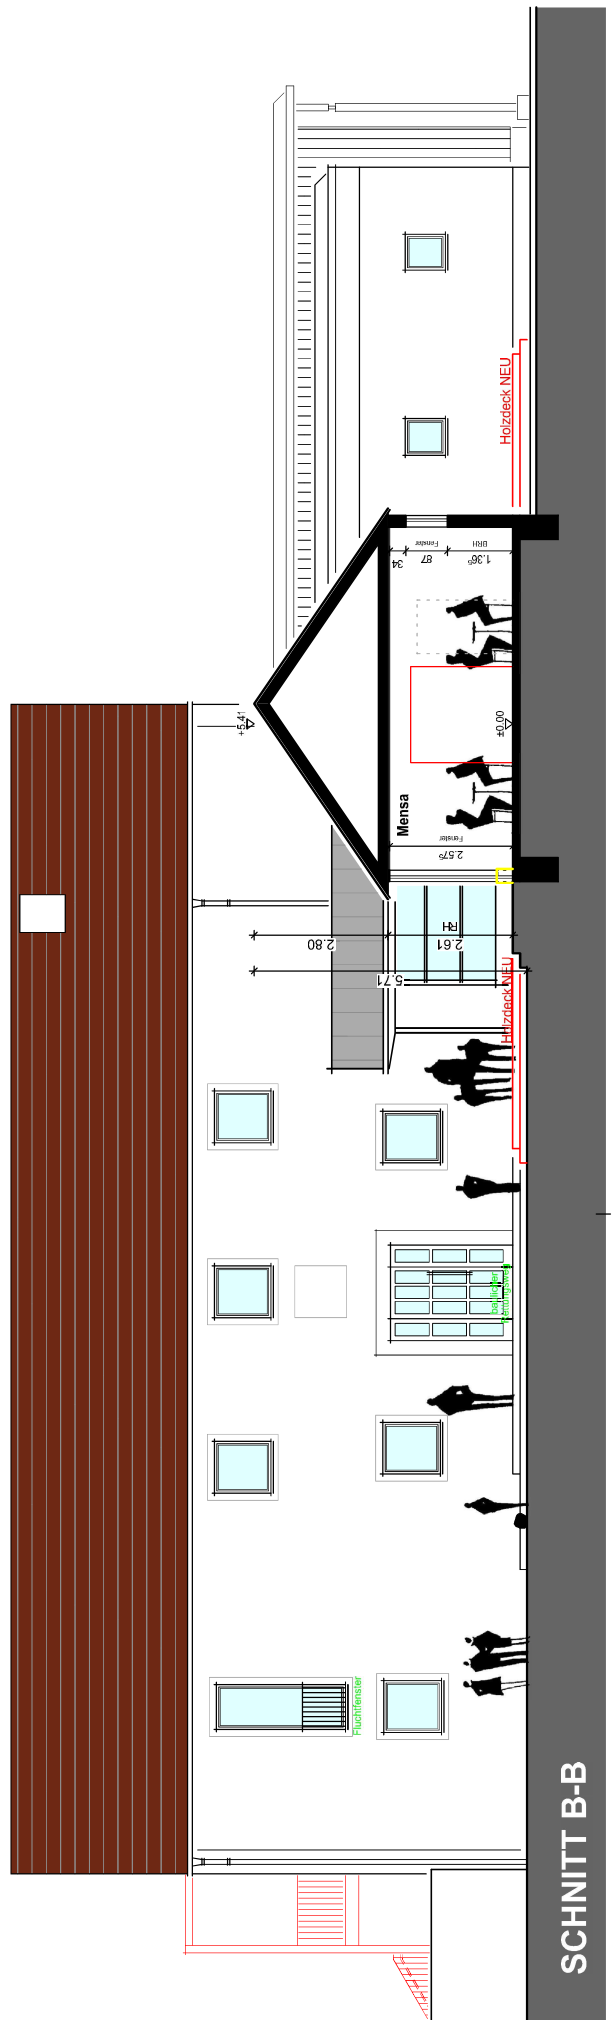 Holzdeck NEU
34
Fenster
87
BRH
1.36⁵
+5.41
±0.00
Mensa
Fenster
2.57⁵
2.80
RH
2.61
5.71
Holzdeck NEU
baulicher
Rettungsweg
Fluchtfenster
SCHNITT B-B